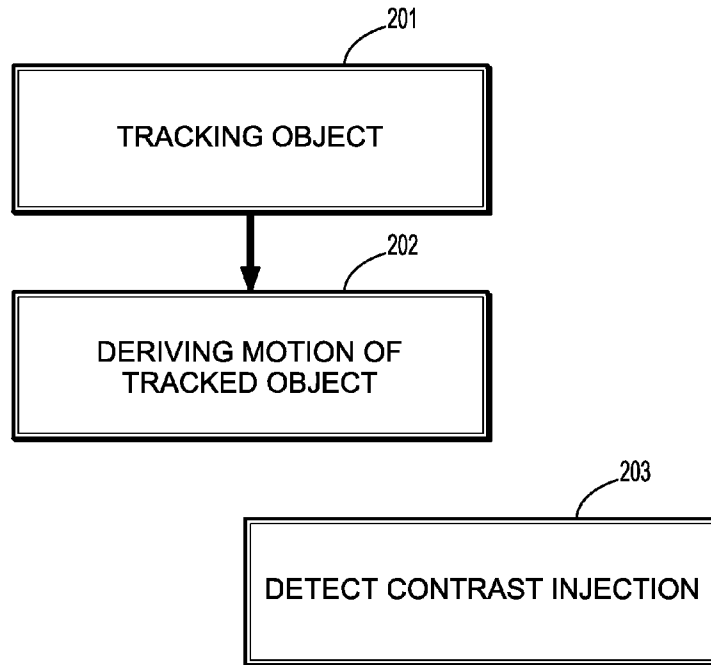 201
TRACKING OBJECT
202
DERIVING MOTION OF
TRACKED OBJECT
203
DETECT CONTRAST INJECTION